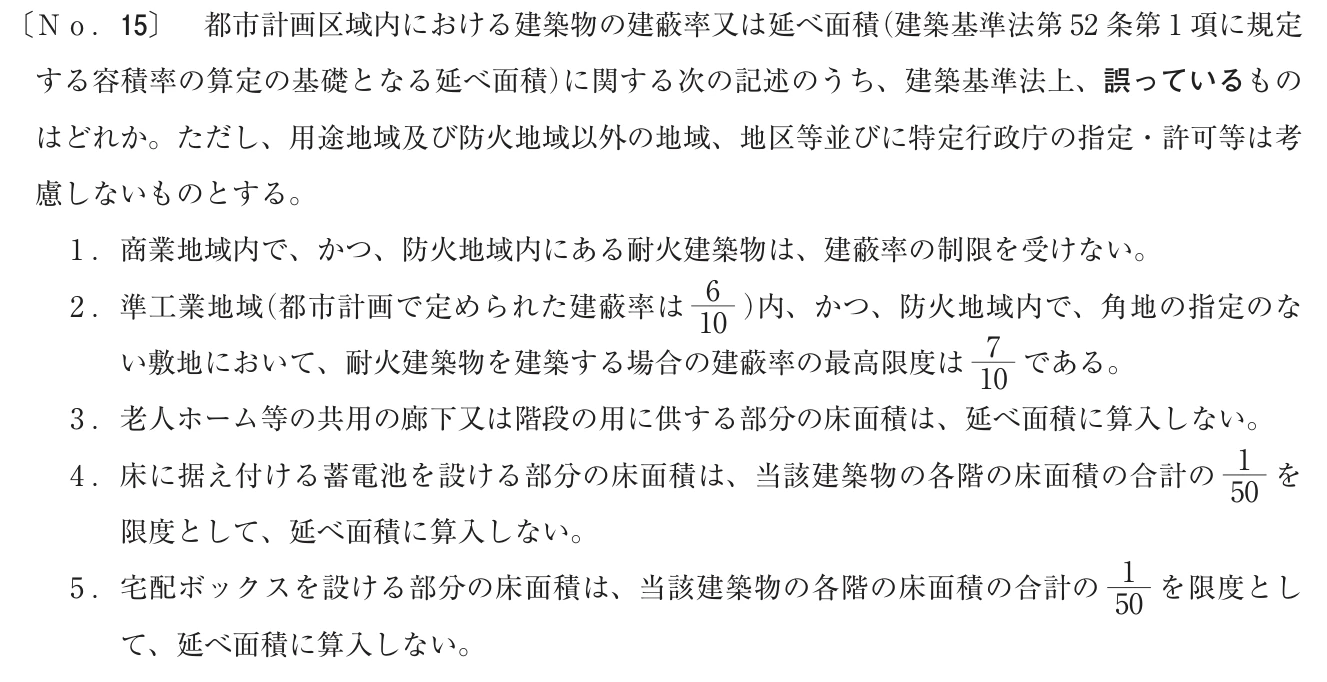 〔Ｎｏ．15〕　都市計画区域内における建築物の建蔽率又は延べ面積(建築基準法第 52 条第 1 項に規定
する容積率の算定の基礎となる延べ面積)に関する次の記述のうち、建築基準法上、誤っているもの
はどれか。ただし、用途地域及び防火地域以外の地域、地区等並びに特定行政庁の指定・許可等は考
慮しないものとする。
1．商業地域内で、かつ、防火地域内にある耐火建築物は、建蔽率の制限を受けない。
2．準工業地域(都市計画で定められた建蔽率は 6/10 )内、かつ、防火地域内で、角地の指定のな
い敷地において、耐火建築物を建築する場合の建蔽率の最高限度は 7/10 である。
3．老人ホーム等の共用の廊下又は階段の用に供する部分の床面積は、延べ面積に算入しない。
4．床に据え付ける蓄電池を設ける部分の床面積は、当該建築物の各階の床面積の合計の 1/50 を
限度として、延べ面積に算入しない。
5．宅配ボックスを設ける部分の床面積は、当該建築物の各階の床面積の合計の 1/50 を限度とし
て、延べ面積に算入しない。